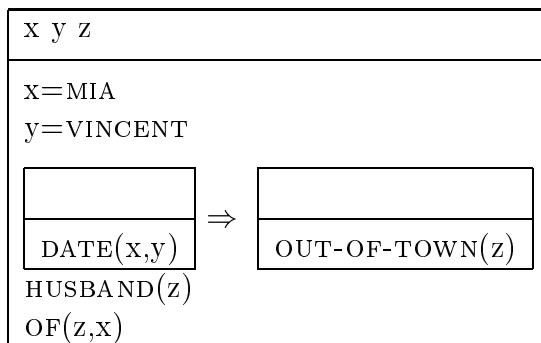 x y z
x=MIA
y=VINCENT
DATE(x,y) ⇒ OUT-OF-TOWN(z)
HUSBAND(z)
OF(z,x)